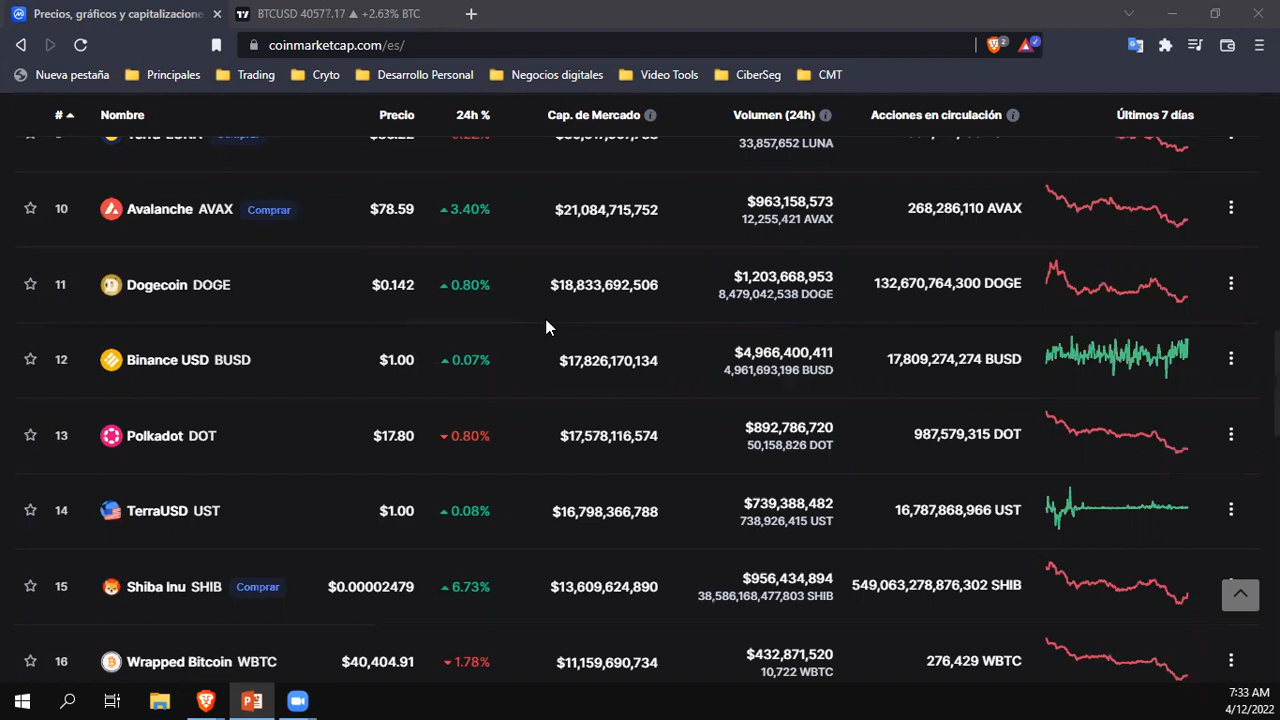 Precios, gráficos y capitalizacione
BTCUSD 40577.17 ▲ +2.63% BTC
coinmarketcap.com/es/
2
Nueva pestaña Principales Trading Cryto Desarrollo Personal Negocios digitales Video Tools CiberSeg CMT
# Nombre Precio 24h % Cap. de Mercado Volumen (24h) Acciones en circulación Últimos 7 días
LUNA Comprar
33,857,652 LUNA
10 Avalanche AVAX Comprar $78.59 3.40% $21,084,715,752 $963,158,573 268,286,110 AVAX
12,255,421 AVAX
11 Dogecoin DOGE $0.142 0.80% $18,833,692,506 $1,203,668,953 132,670,764,300 DOGE
8,479,042,538 DOGE
12 Binance USD BUSD $1.00 0.07% $17,826,170,134 $4,966,400,411 17,809,274,274 BUSD
4,961,693,196 BUSD
13 Polkadot DOT $17.80 0.80% $17,578,116,574 $892,786,720 987,579,315 DOT
50,158,826 DOT
14 TerraUSD UST $1.00 0.08% $16,798,366,788 $739,388,482 16,787,868,966 UST
738,926,415 UST
15 Shiba Inu SHIB Comprar $0.00002479 6.73% $13,609,624,890 $956,434,894 549,063,278,876,302 SHIB
38,586,168,477,803 SHIB
16 Wrapped Bitcoin WBTC $40,404.91 1.78% $11,159,690,734 $432,871,520 276,429 WBTC
10,722 WBTC
7:33 AM
4/12/2022